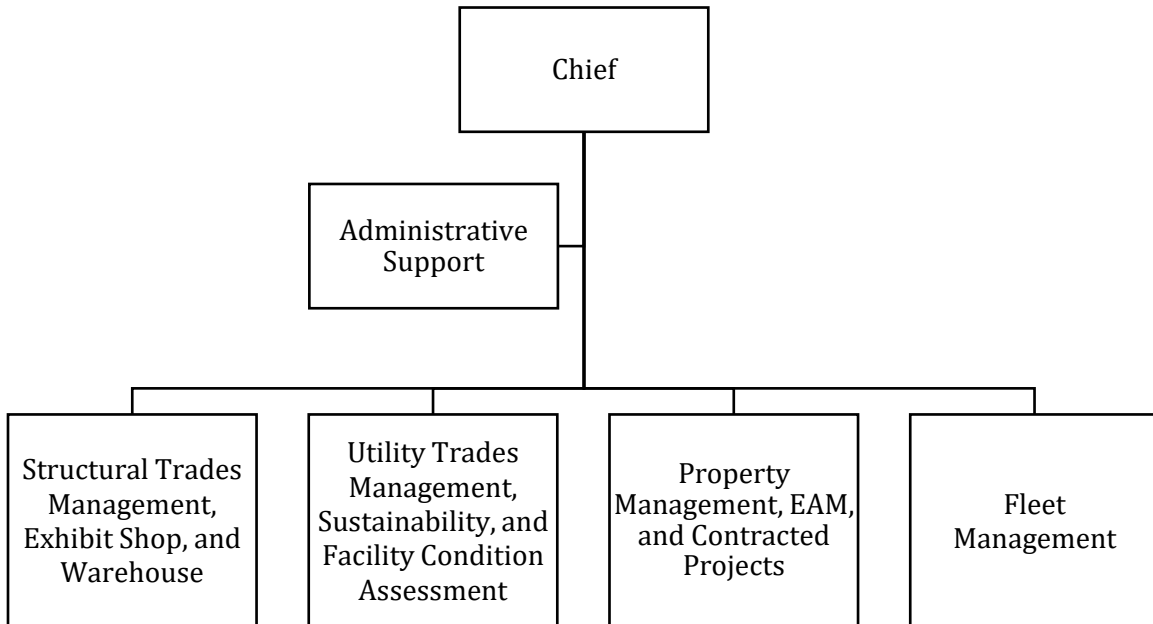 Chief
Administrative
Support
Structural Trades
Management,
Exhibit Shop, and
Warehouse
Utility Trades
Management,
Sustainability, and
Facility Condition
Assessment
Property
Management, EAM,
and Contracted
Projects
Fleet
Management